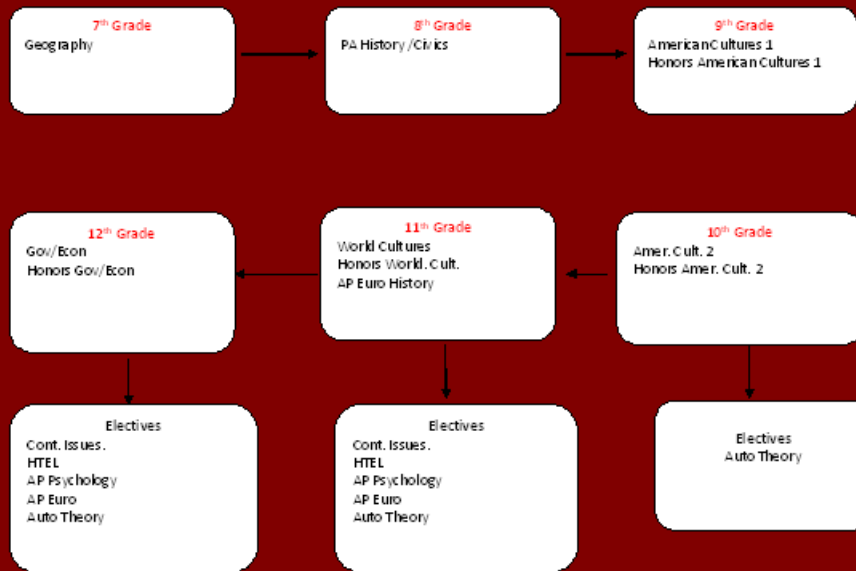 7th Grade
Geography
8th Grade
PA History /Civics
9th Grade
American Cultures 1
Honors American Cultures 1
12th Grade
Gov/Econ
Honors Gov/Econ
11th Grade
World Cultures
Honors World. Cult.
AP Euro History
10th Grade
Amer. Cult. 2
Honors Amer. Cult. 2
Electives
Cont. Issues.
HTEL
AP Psychology
AP Euro
Auto Theory
Electives
Cont. Issues.
HTEL
AP Psychology
AP Euro
Auto Theory
Electives
Auto Theory